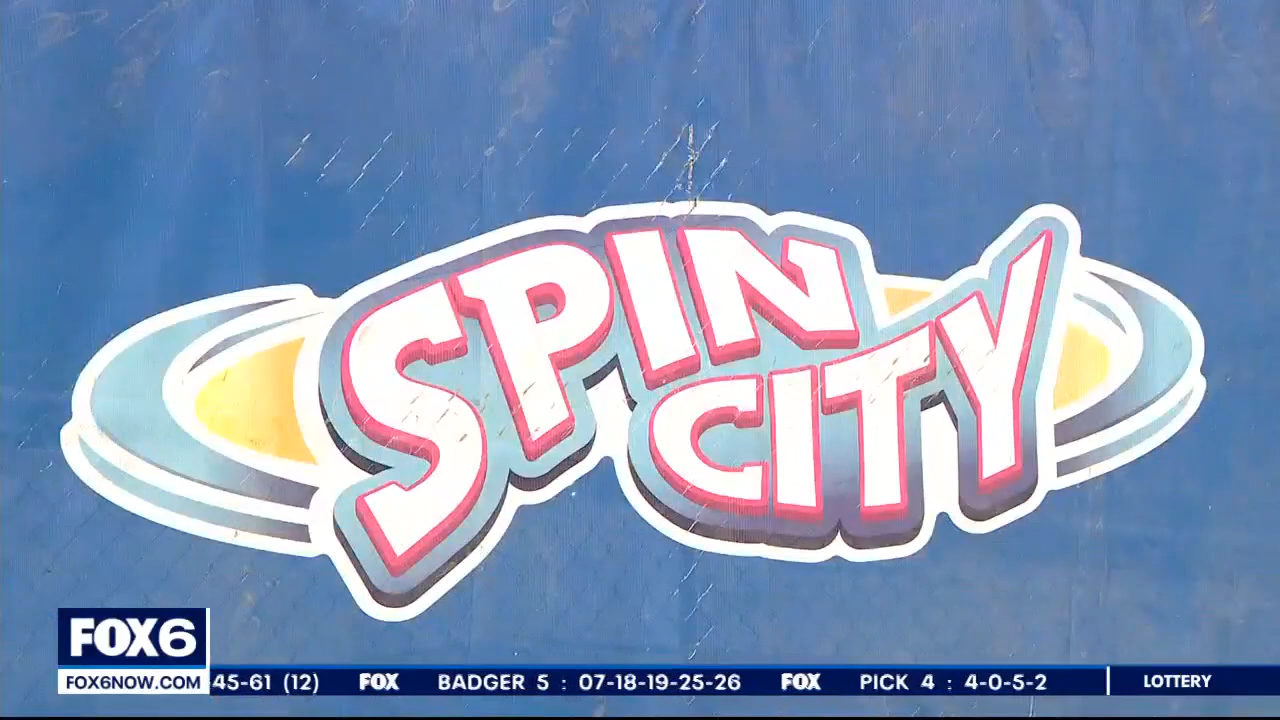 SPIN
CITY
FOX6
FOX6NOW.COM
45-61 (12) FOX BADGER 5 : 07-18-19-25-26 FOX PICK 4 : 4-0-5-2
LOTTERY